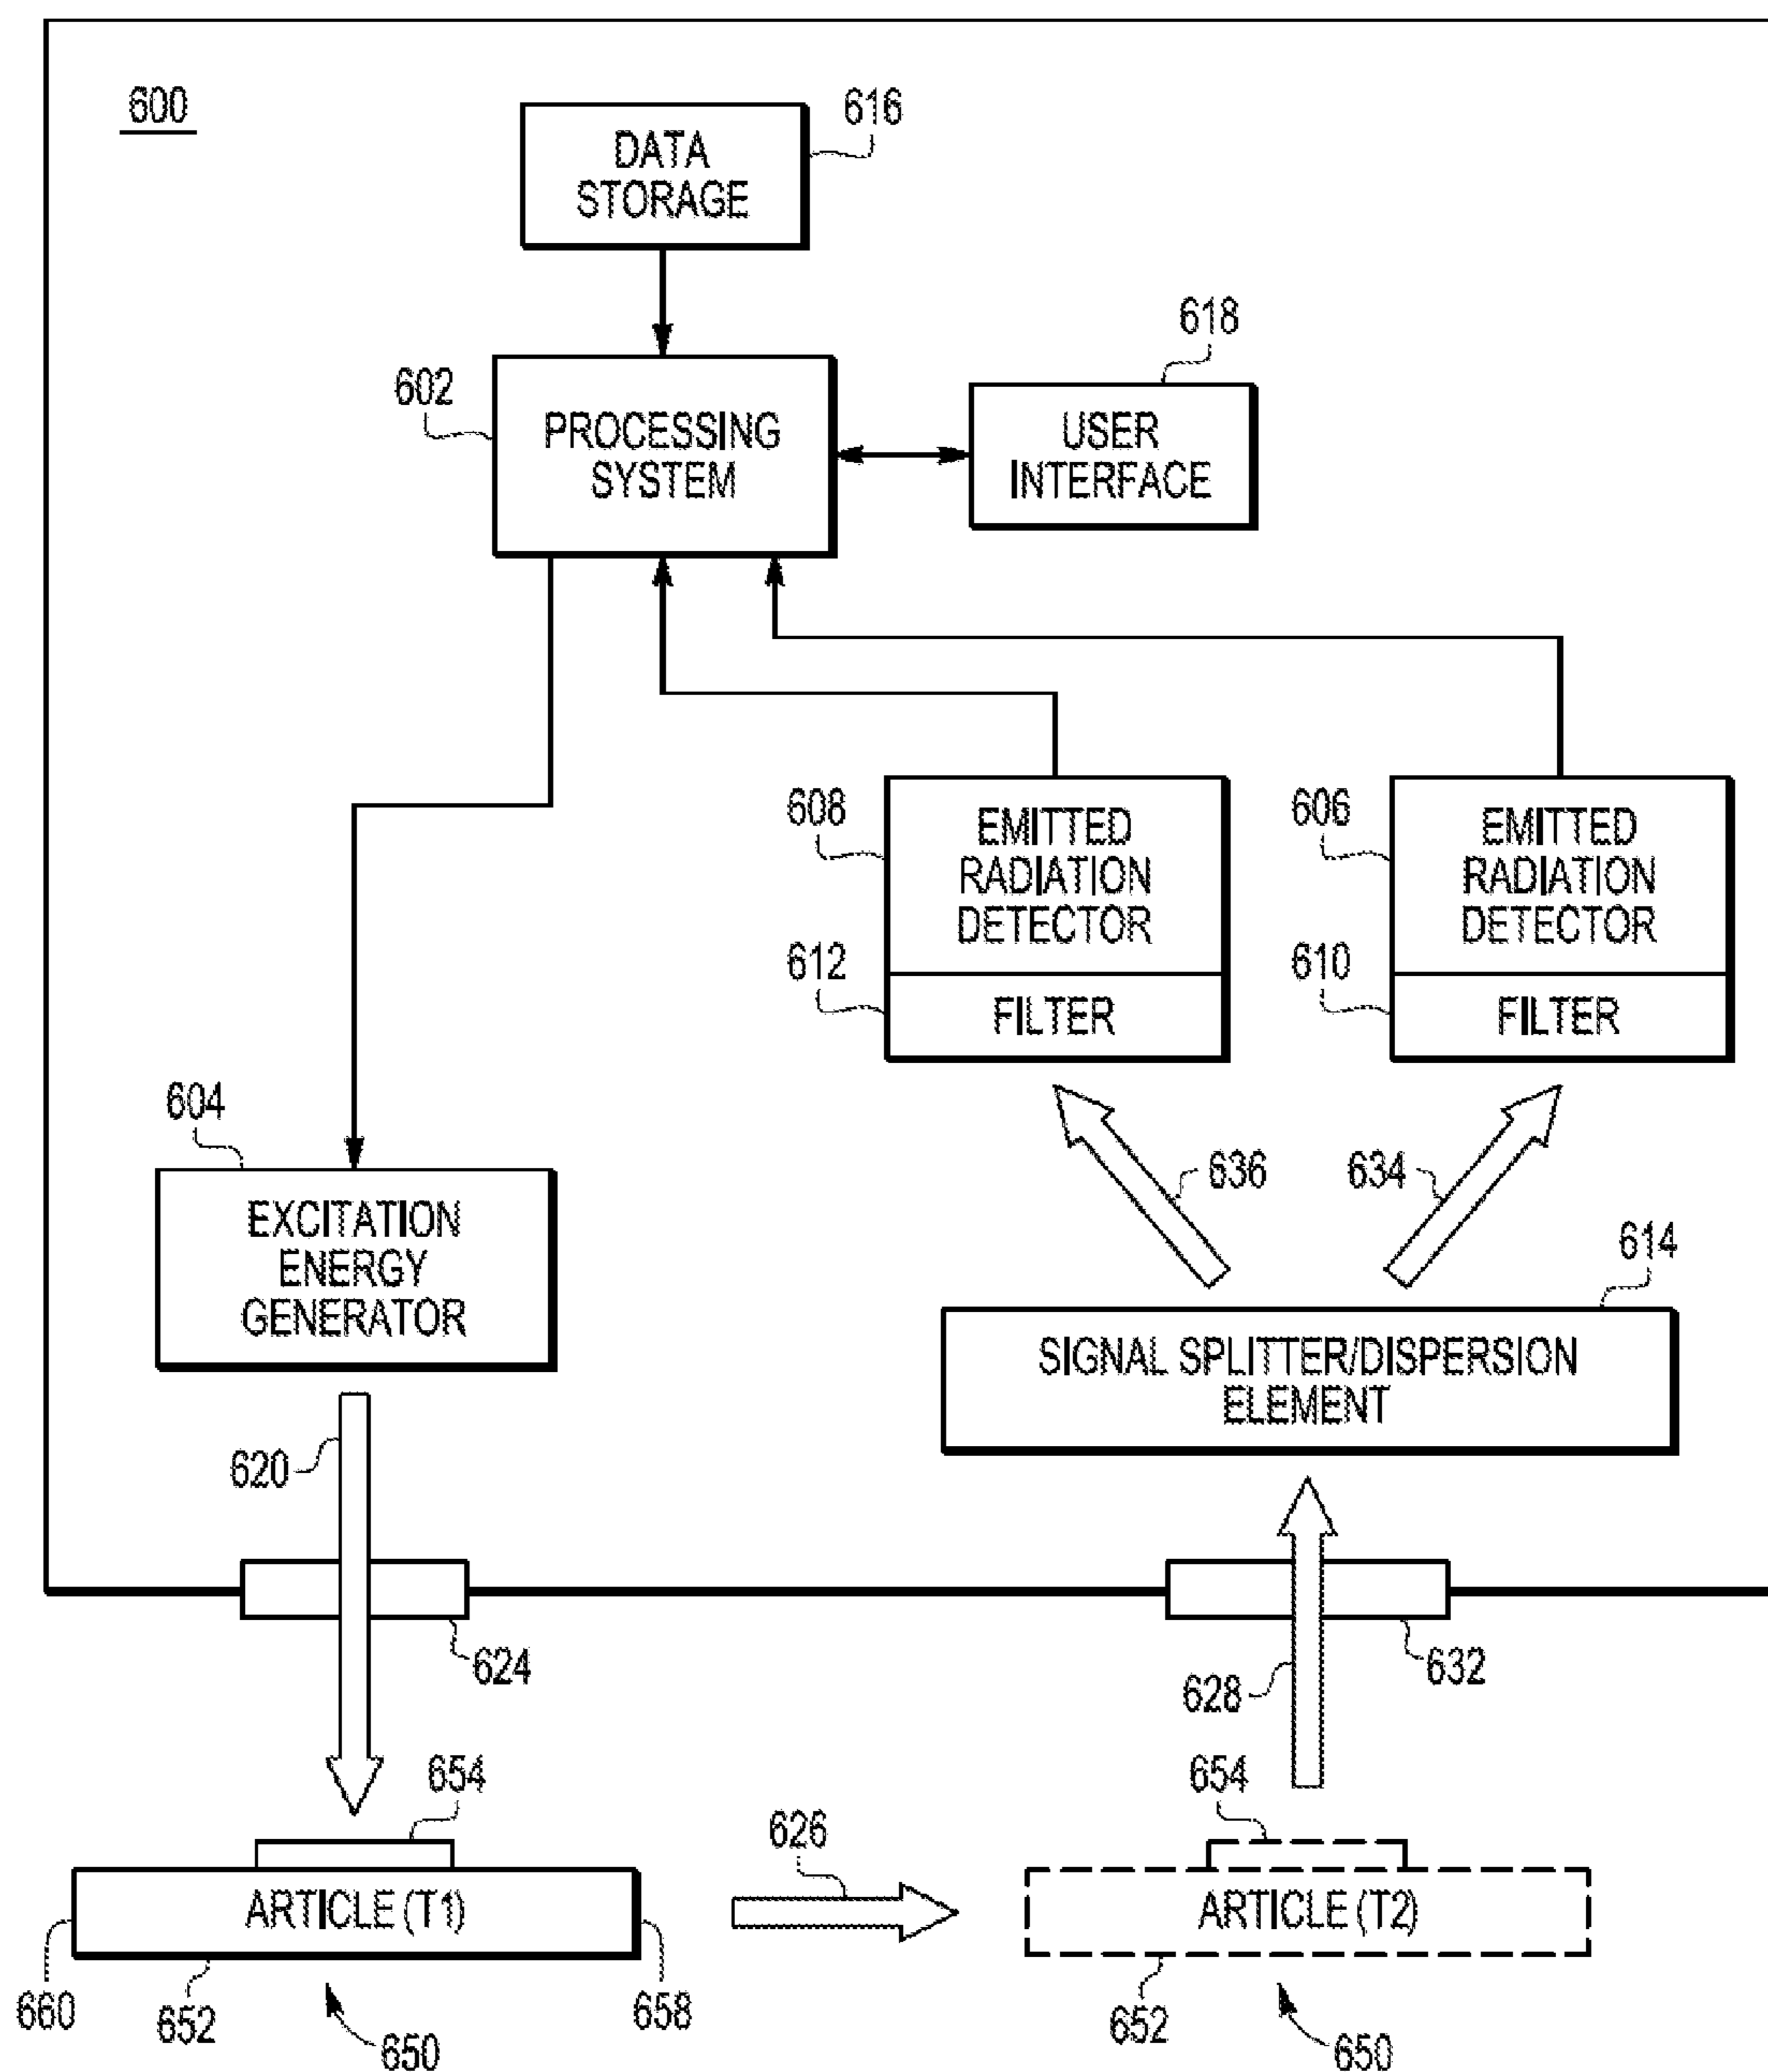 600
616
DATA
STORAGE
618
602
PROCESSING
SYSTEM
USER
INTERFACE
608
EMITTED
RADIATION
DETECTOR
606
EMITTED
RADIATION
DETECTOR
612
FILTER
610
FILTER
604
EXCITATION
ENERGY
GENERATOR
636
634
614
SIGNAL SPLITTER/DISPERSION
ELEMENT
620
624
628
632
654
626
654
ARTICLE (T1)
ARTICLE (T2)
660
652
650
658
652
650